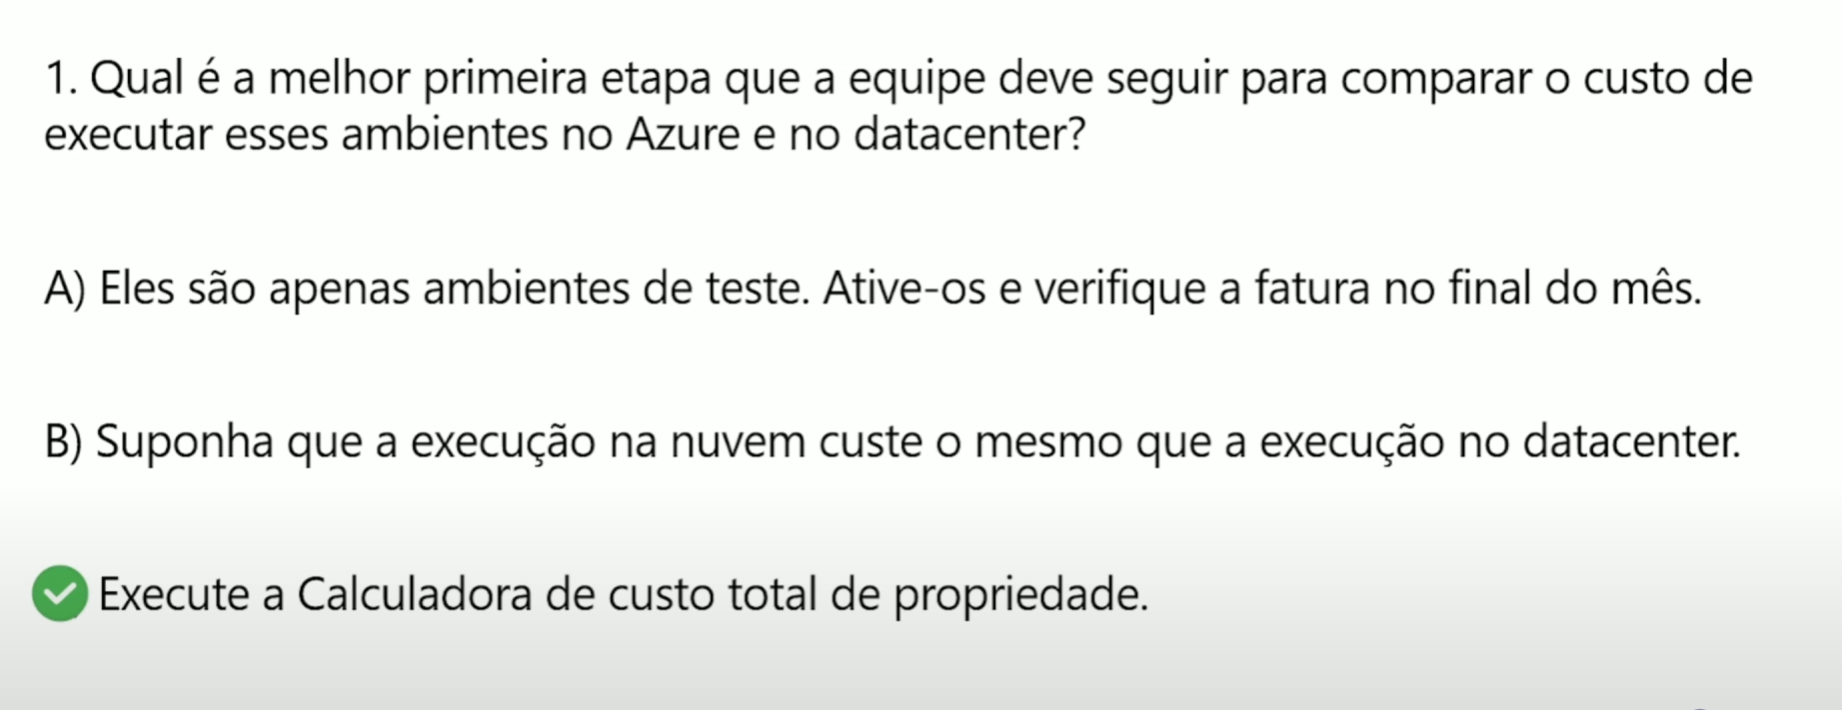 1. Qual é a melhor primeira etapa que a equipe deve seguir para comparar o custo de
executar esses ambientes no Azure e no datacenter?
A) Eles são apenas ambientes de teste. Ative-os e verifique a fatura no final do mês.
B) Suponha que a execução na nuvem custe o mesmo que a execução no datacenter.
Execute a Calculadora de custo total de propriedade.